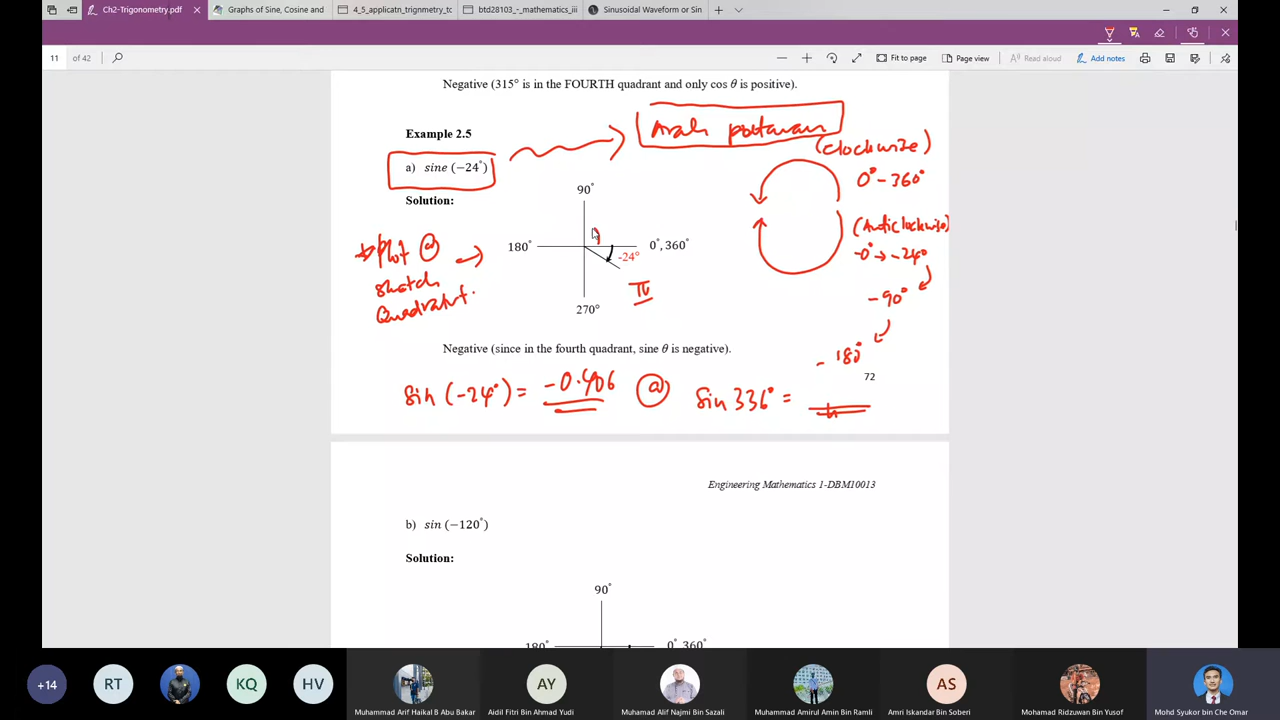 Ch2-Trigonometry.pdf
Graphs of Sine, Cosine and
4_5_applicatn_trignmetry_tc
btd28103_-_mathematics_iii
Sinusoidal Waveform or Sin
11 of 42
Fit to page
Page view
Read aloud
Add notes
Negative (315° is in the FOURTH quadrant and only cos θ is positive).
Example 2.5
Arah putaran
(clockwize)
a) sine (−24°)
0° - 360°
90°
Solution:
(Anticlockwize)
180°
0°, 360°
-24°
-0° → -24°
plot @
sketch
Quadrant.
IV
-90°
270°
Negative (since in the fourth quadrant, sine θ is negative).
-180°
72
sin (-24°) = -0.406 @ sin 336° =
Engineering Mathematics 1-DBM10013
b) sin (−120°)
Solution:
90°
180°
0°, 360°
+14
RT
KQ
HV
AY
AS
Muhammad Arif Haikal B Abu Bakar
Aidil Fitri Bin Ahmad Yudi
Muhamad Alif Najmi Bin Sazali
Muhammad Amirul Amin Bin Ramli
Amri Iskandar Bin Soberi
Mohamad Ridzuwan Bin Yusof
Mohd Syukor bin Che Omar